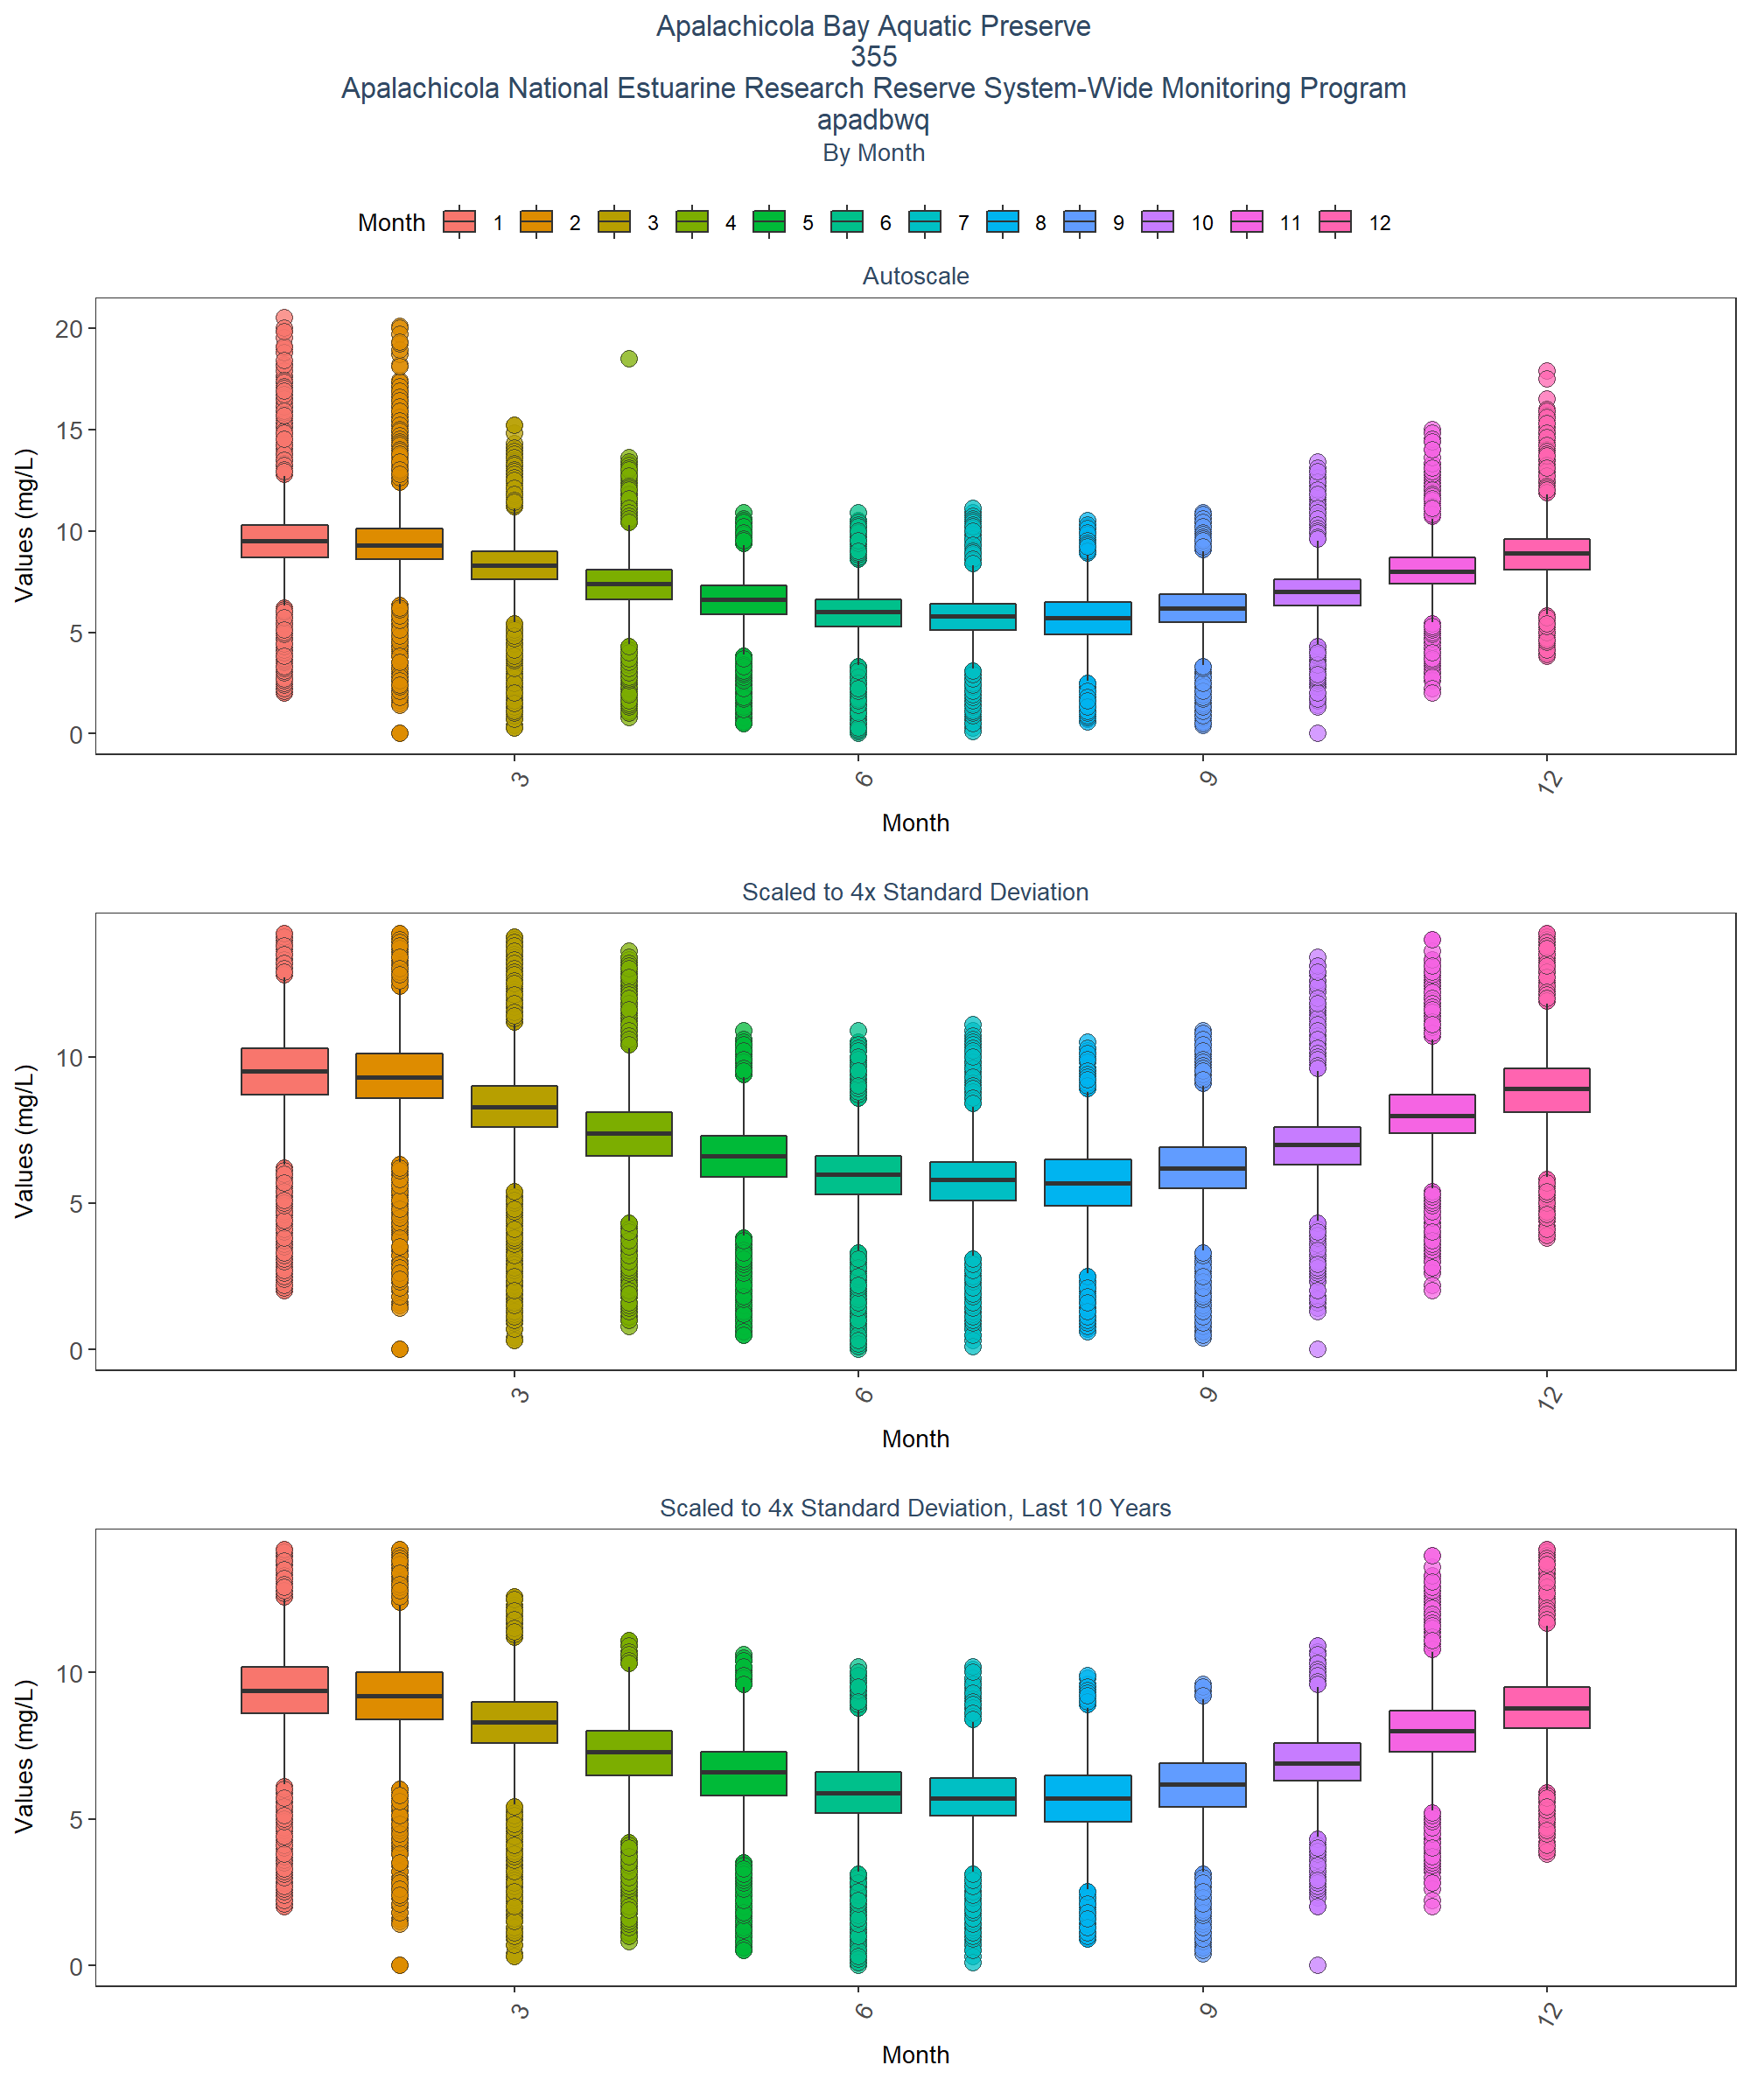 Apalachicola Bay Aquatic Preserve
355
Apalachicola National Estuarine Research Reserve System-Wide Monitoring Program
apadbwq
By Month
Month 1 2 3 4 5 6 7 8 9 10 11 12
Autoscale
Values (mg/L)
20
15
10
5
0
3 6 9 12
Month
Scaled to 4x Standard Deviation
Values (mg/L)
10
5
0
3 6 9 12
Month
Scaled to 4x Standard Deviation, Last 10 Years
Values (mg/L)
10
5
0
3 6 9 12
Month